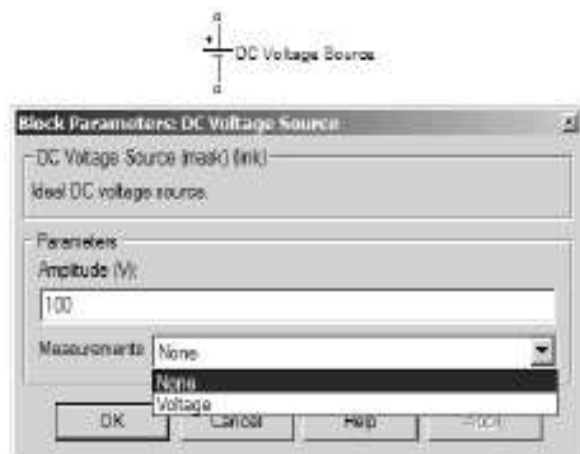 DC Voltage Source
Block Parameters: DC Voltage Source
DC Voltage Source (mask) (link)
Ideal DC voltage source.
Parameters
Amplitude (V):
100
Measurements None
None
Voltage
OK Cancel Help Apply